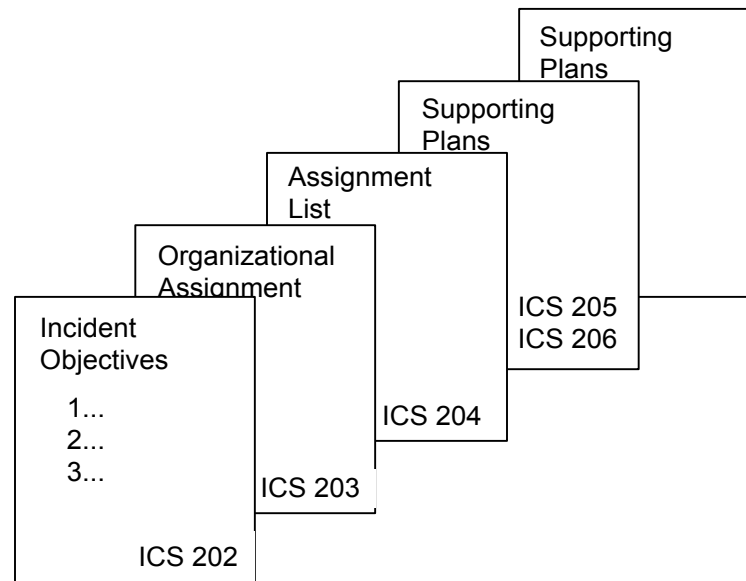 Supporting
Plans
Supporting
Plans
ICS 205
ICS 206
Assignment
List
ICS 204
Organizational
Assignment
ICS 203
Incident
Objectives
1...
2...
3...
ICS 202